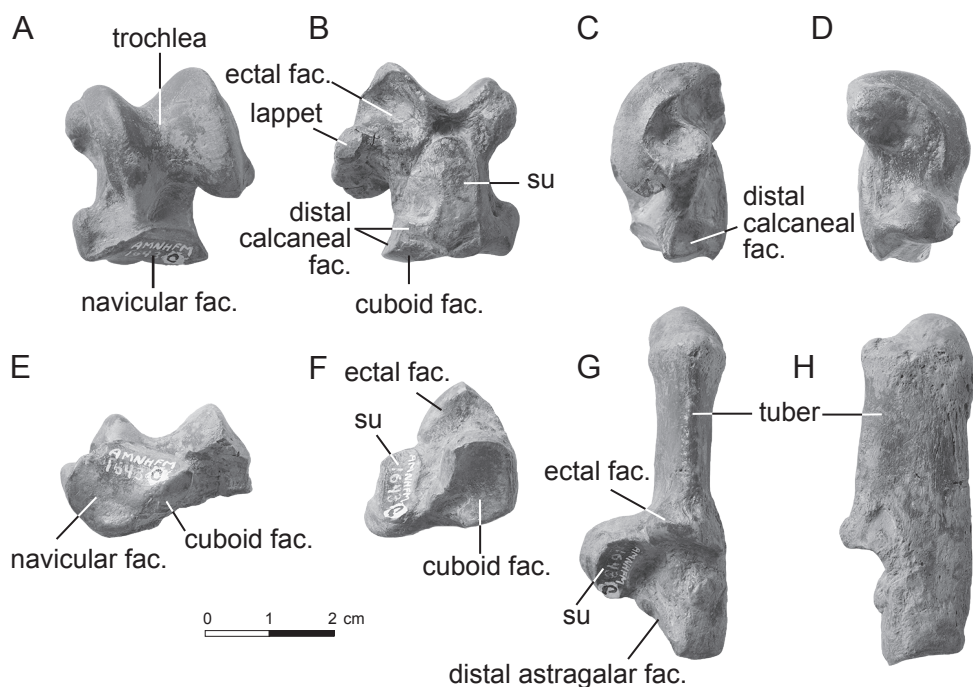 A
trochlea
B
ectal fac.
lappet
su
distal
calcaneal
fac.
cuboid fac.
AMNHFM
navicular fac.
C
distal
calcaneal
fac.
D
E
AMNHFM
navicular fac.
cuboid fac.
F
ectal fac.
su
cuboid fac.
G
tuber
ectal fac.
su
distal astragalar fac.
H
0 1 2 cm